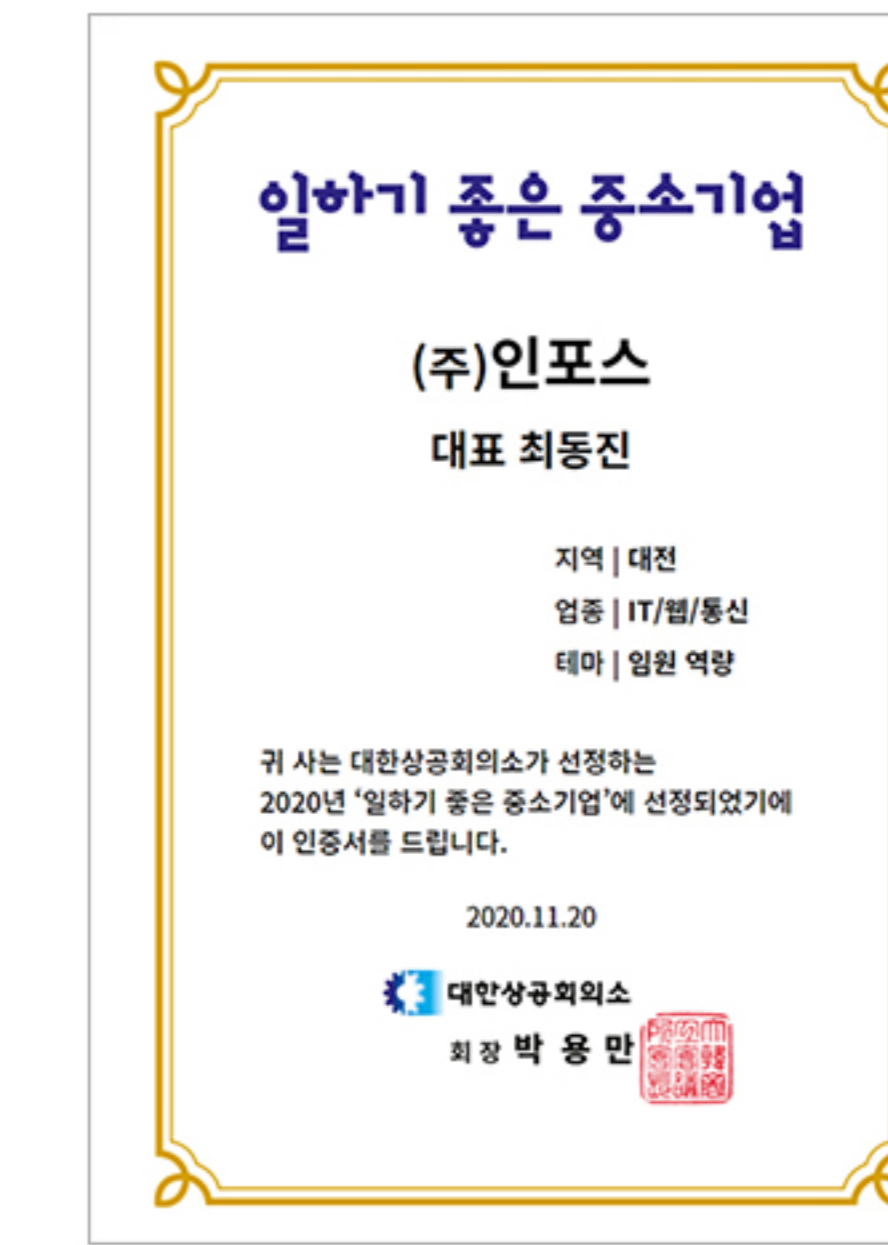 일하기 좋은 중소기업
(주)인포스
대표 최동진
지역 | 대전
업종 | IT/웹/통신
테마 | 임원 역량
귀 사는 대한상공회의소가 선정하는
2020년 ‘일하기 좋은 중소기업’에 선정되었기에
이 인증서를 드립니다.
2020.11.20
대한상공회의소
회장 박 용 만